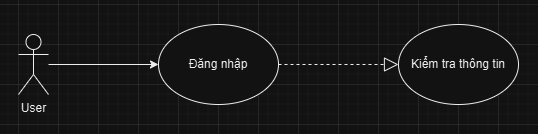 Đăng nhập
Kiểm tra thông tin
User